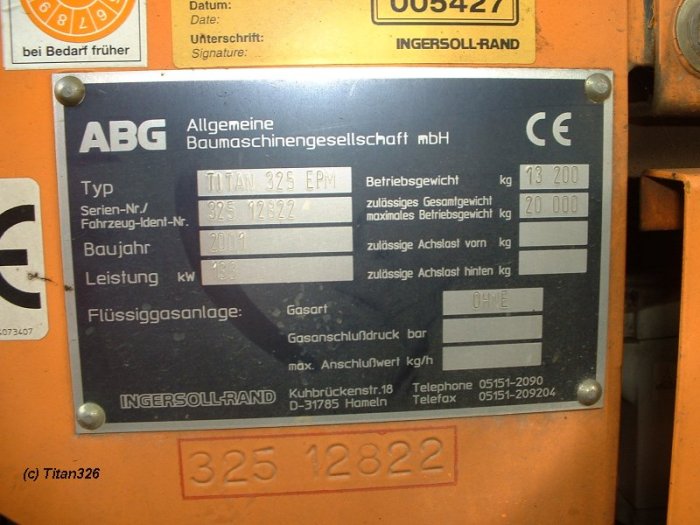 bei Bedarf früher
Datum:
Date:
005427
Unterschrift:
Signature:
INGERSOLL-RAND
ABG Allgemeine
Baumaschinengesellschaft mbH
CE
Typ TITAN 325 EPM
Serien-Nr./
Fahrzeug-Ident-Nr. 325 12822
Baujahr 2001
Leistung kW
Betriebsgewicht kg 13 200
zulässiges Gesamtgewicht
maximales Betriebsgewicht kg 20 000
zulässige Achslast vorn kg
zulässige Achslast hinten kg
Flüssiggasanlage: Gasart OHNE
Gasanschlußdruck bar
max. Anschlußwert kg/h
INGERSOLL-RAND
Kuhbrückenstr.18
D-31785 Hameln
Telephone 05151-2090
Telefax 05151-209204
4073407
325 12822
(c) Titan326